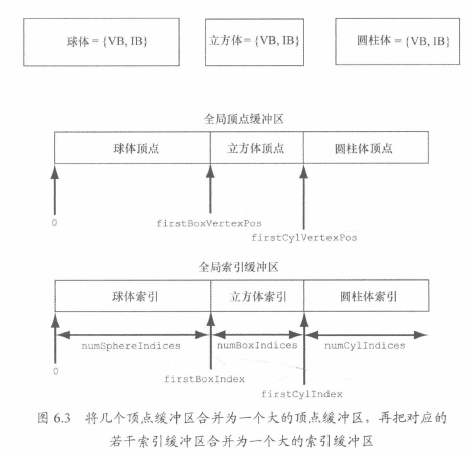 球体 = {VB, IB}
立方体 = {VB, IB}
圆柱体 = {VB, IB}
全局顶点缓冲区
球体顶点
立方体顶点
圆柱体顶点
0
firstBoxVertexPos
firstCylVertexPos
全局索引缓冲区
球体索引
立方体索引
圆柱体索引
numSphereIndices
numBoxIndices
numCylIndices
0
firstBoxIndex
firstCylIndex
图 6.3 将几个顶点缓冲区合并为一个大的顶点缓冲区，再把对应的
若干索引缓冲区合并为一个大的索引缓冲区